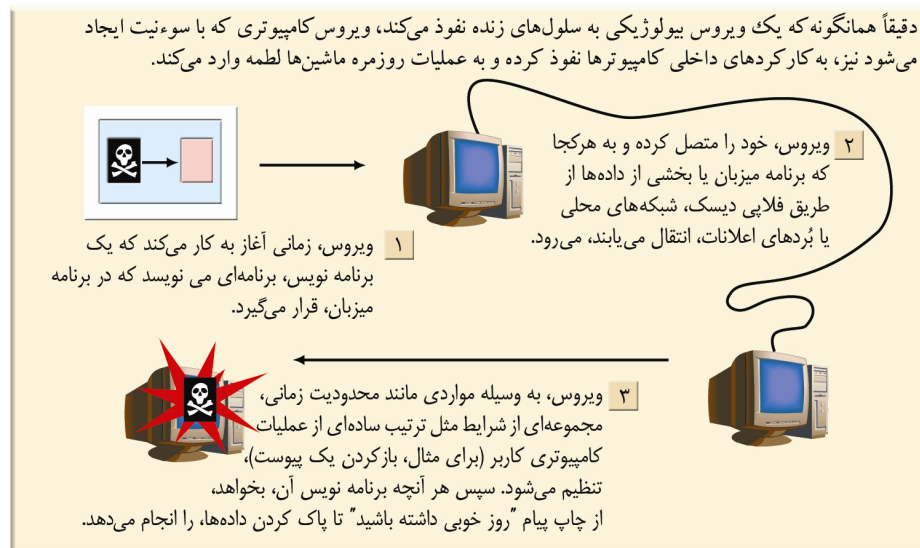 دقیقاً همانگونه که یك ویروس بیولوژیکی به سلول‌های زنده نفوذ می‌کند، ویروس کامپیوتری که با سوءنیت ایجاد
می‌شود نیز، به کارکردهای داخلی کامپیوترها نفوذ کرده و به عملیات روزمره ماشین‌ها لطمه وارد می‌کند.
۱ ویروس، زمانی آغاز به کار می‌کند که یک
برنامه نویس، برنامه‌ای می نویسد که در برنامه
میزبان، قرار می‌گیرد.
۲ ویروس، خود را متصل کرده و به هرکجا
که برنامه میزبان یا بخشی از داده‌ها از
طریق فلاپی دیسک، شبکه‌های محلی
یا بُردهای اعلانات، انتقال می‌یابند، می‌رود.
۳ ویروس، به وسیله مواردی مانند محدودیت زمانی،
مجموعه‌ای از شرایط مثل ترتیب ساده‌ای از عملیات
کامپیوتری کاربر (برای مثال، بازکردن یک پیوست)،
تنظیم می‌شود. سپس هر آنچه برنامه نویس آن، بخواهد،
از چاپ پیام "روز خوبی داشته باشید" تا پاک کردن داده‌ها، را انجام می‌دهد.